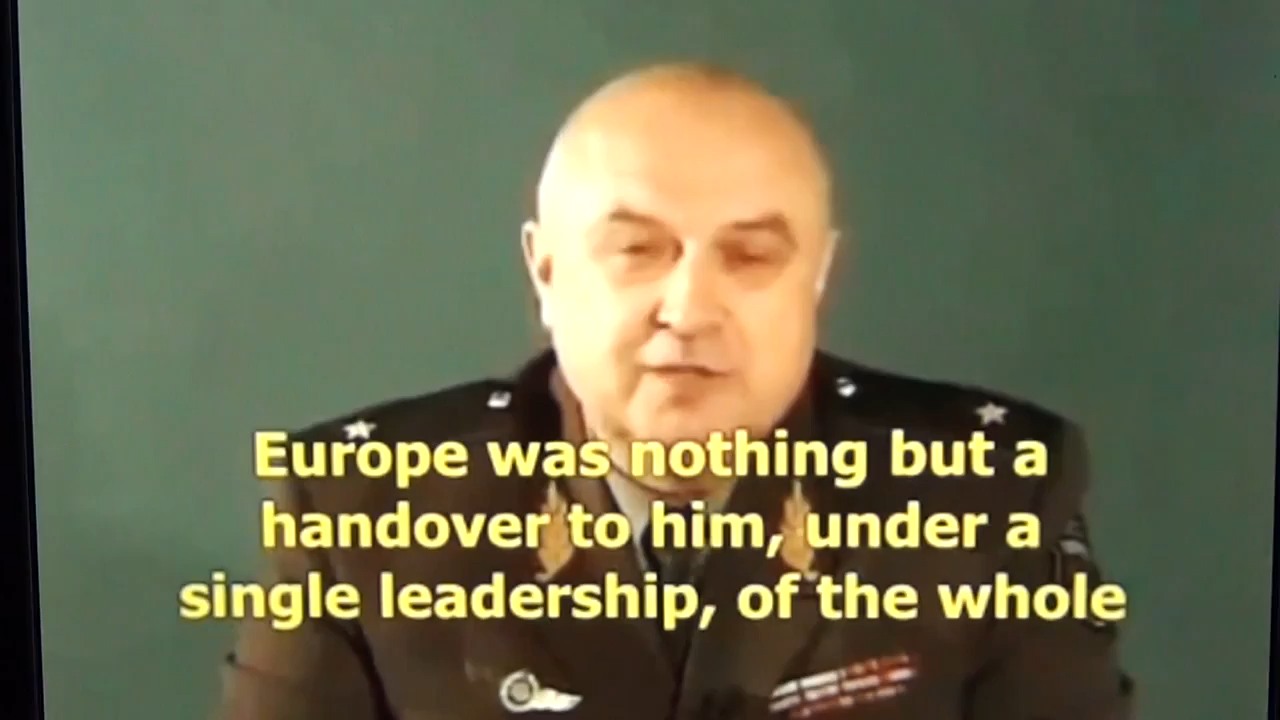 Europe was nothing but a
handover to him, under a
single leadership, of the whole